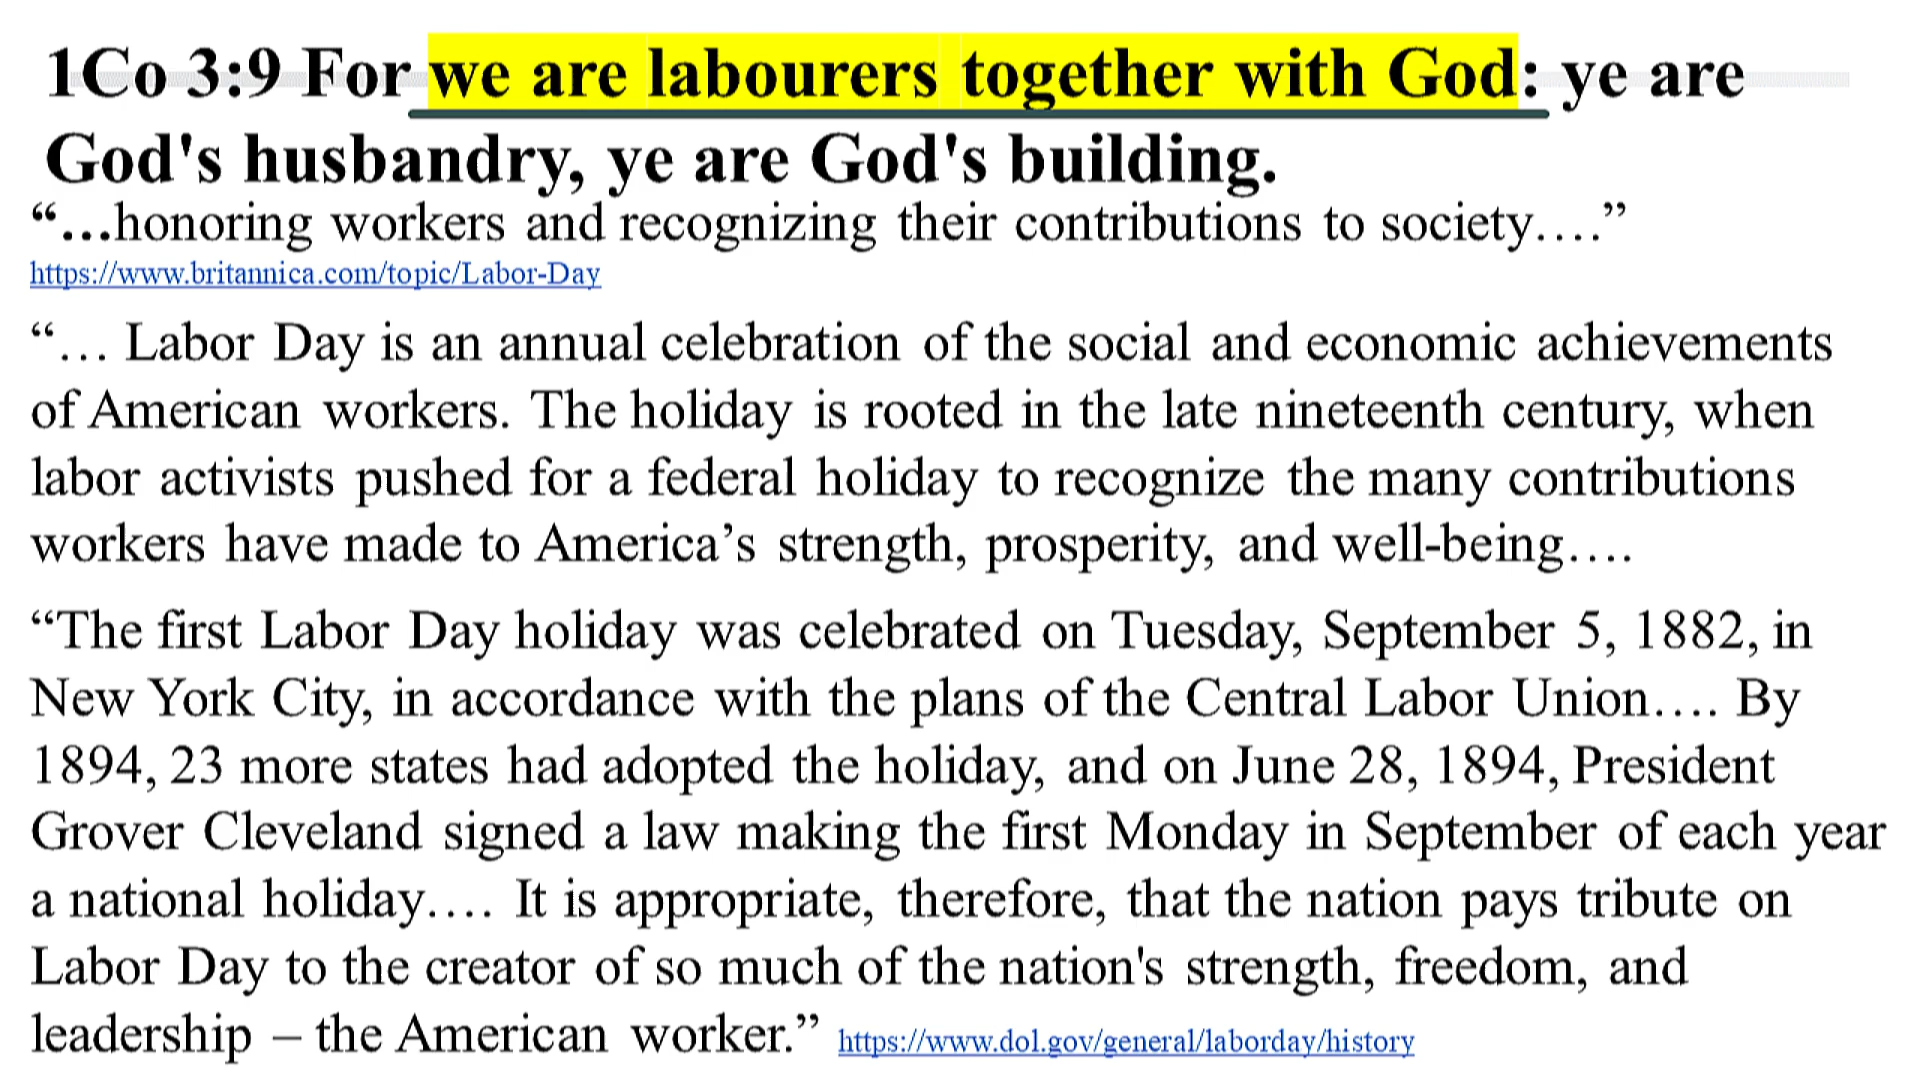 1Co 3:9 For we are labourers together with God: ye are
God's husbandry, ye are God's building.
“…honoring workers and recognizing their contributions to society….”
https://www.britannica.com/topic/Labor-Day
“… Labor Day is an annual celebration of the social and economic achievements
of American workers. The holiday is rooted in the late nineteenth century, when
labor activists pushed for a federal holiday to recognize the many contributions
workers have made to America’s strength, prosperity, and well-being….
“The first Labor Day holiday was celebrated on Tuesday, September 5, 1882, in
New York City, in accordance with the plans of the Central Labor Union…. By
1894, 23 more states had adopted the holiday, and on June 28, 1894, President
Grover Cleveland signed a law making the first Monday in September of each year
a national holiday…. It is appropriate, therefore, that the nation pays tribute on
Labor Day to the creator of so much of the nation's strength, freedom, and
leadership – the American worker.” https://www.dol.gov/general/laborday/history